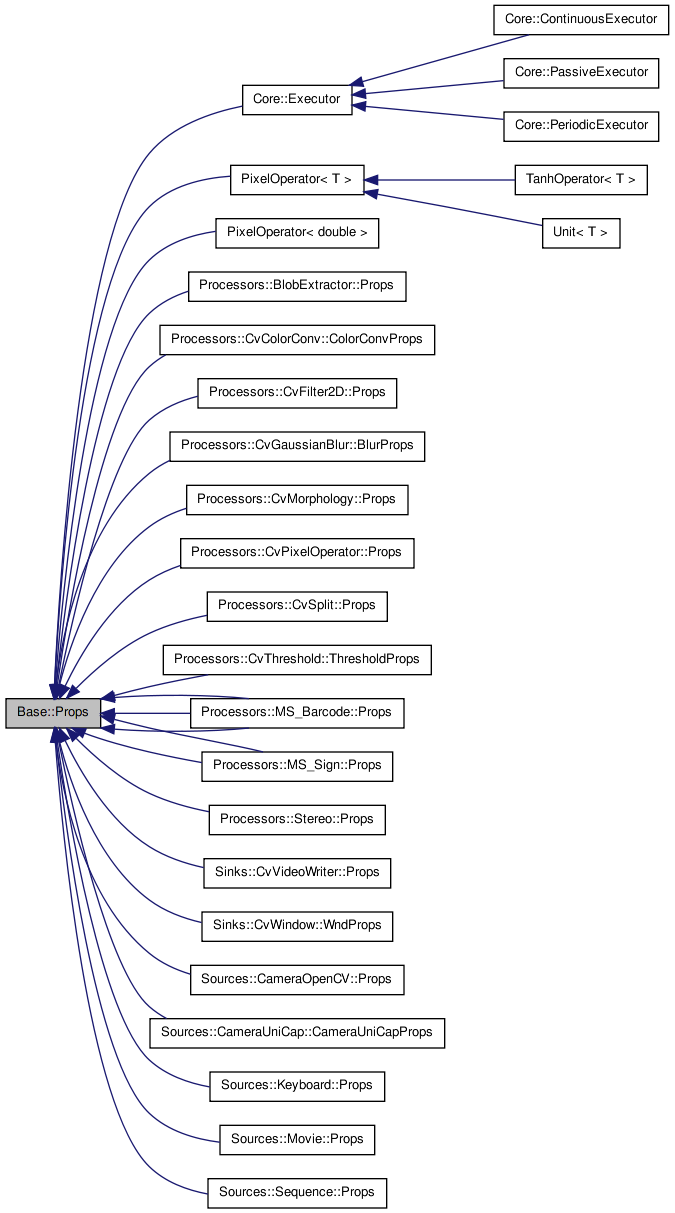 Core::ContinuousExecutor
Core::PassiveExecutor
Core::Executor
Core::PeriodicExecutor
PixelOperator< T >
TanhOperator< T >
PixelOperator< double >
Unit< T >
Processors::BlobExtractor::Props
Processors::CvColorConv::ColorConvProps
Processors::CvFilter2D::Props
Processors::CvGaussianBlur::BlurProps
Processors::CvMorphology::Props
Processors::CvPixelOperator::Props
Processors::CvSplit::Props
Processors::CvThreshold::ThresholdProps
Base::Props
Processors::MS_Barcode::Props
Processors::MS_Sign::Props
Processors::Stereo::Props
Sinks::CvVideoWriter::Props
Sinks::CvWindow::WndProps
Sources::CameraOpenCV::Props
Sources::CameraUniCap::CameraUniCapProps
Sources::Keyboard::Props
Sources::Movie::Props
Sources::Sequence::Props